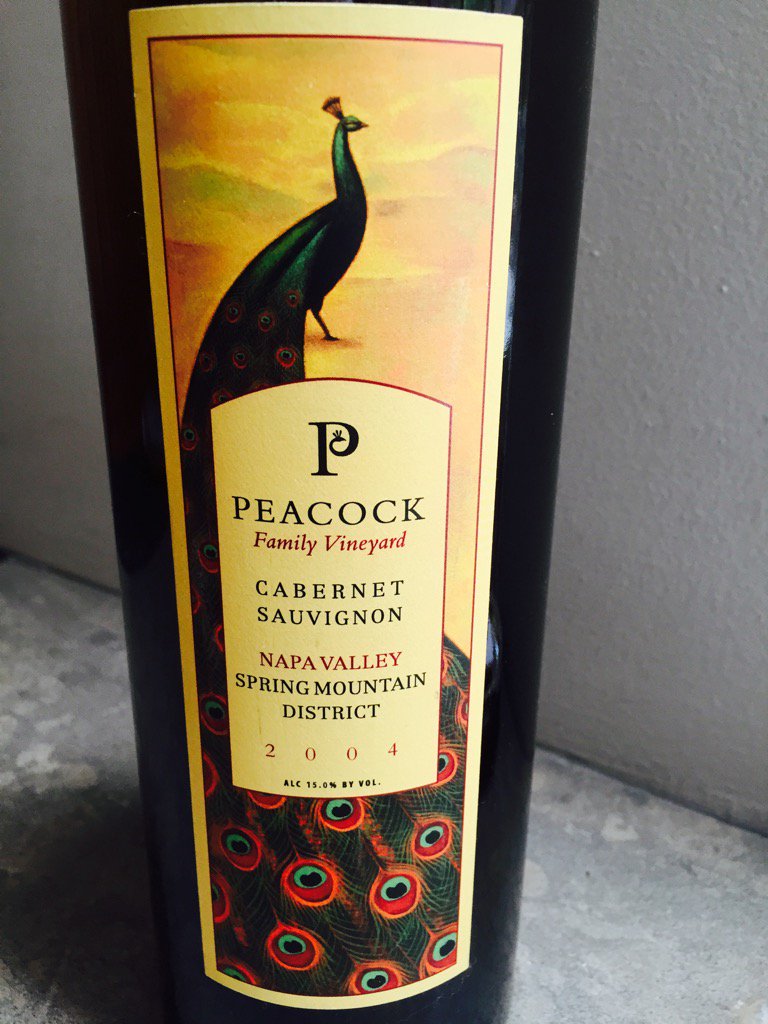 P
PEACOCK
Family Vineyard
CABERNET
SAUVIGNON
NAPA VALLEY
SPRING MOUNTAIN
DISTRICT
2004
ALC 15.0% BY VOL.